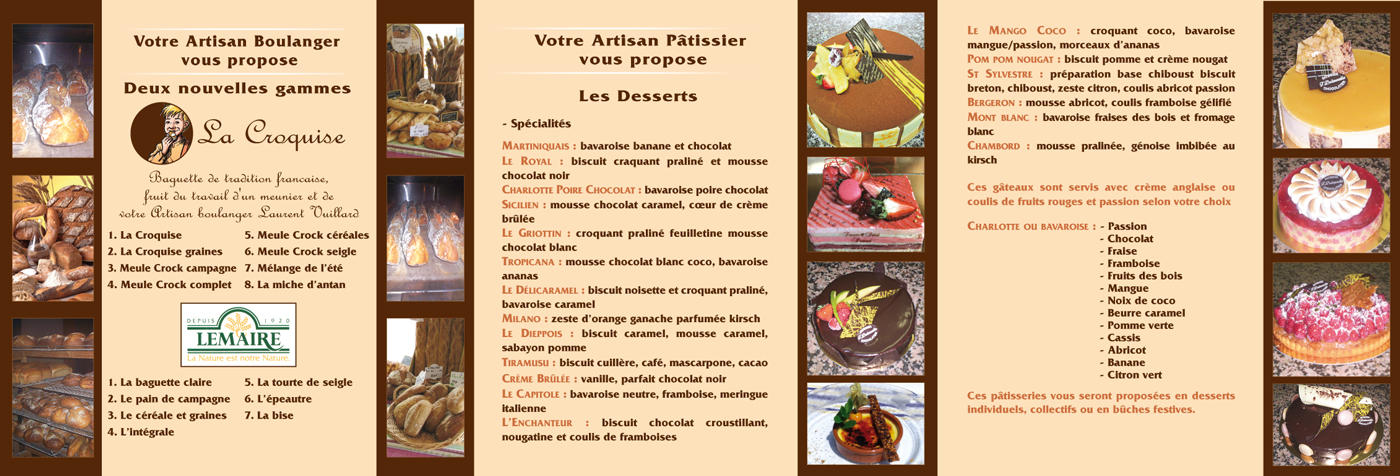 Votre Artisan Boulanger
vous propose
Deux nouvelles gammes
La Croquise
Baguette de tradition francaise,
fruit du travail d'un meunier et de
votre Artisan boulanger Laurent Vuillard
1. La Croquise
2. La Croquise graines
3. Meule Crock campagne
4. Meule Crock complet
5. Meule Crock céréales
6. Meule Crock seigle
7. Mélange de l'été
8. La miche d'antan
DEPUIS 1920
LEMAIRE
La Nature est notre Nature.
1. La baguette claire
2. Le pain de campagne
3. Le céréale et graines
4. L'intégrale
5. La tourte de seigle
6. L'épeautre
7. La bise
Votre Artisan Pâtissier
vous propose
Les Desserts
- Spécialités
Martiniquais : bavaroise banane et chocolat
Le Royal : biscuit craquant praliné et mousse
chocolat noir
Charlotte Poire Chocolat : bavaroise poire chocolat
Sicilien : mousse chocolat caramel, cœur de crème
brûlée
Le Griottin : croquant praliné feuilletine mousse
chocolat blanc
Tropicana : mousse chocolat blanc coco, bavaroise
ananas
Le Délicaramel : biscuit noisette et croquant praliné,
bavaroise caramel
Milano : zeste d'orange ganache parfumée kirsch
Le Dieppois : biscuit caramel, mousse caramel,
sabayon pomme
Tiramusu : biscuit cuillère, café, mascarpone, cacao
Crème Brûlée : vanille, parfait chocolat noir
Le Capitole : bavaroise neutre, framboise, meringue
italienne
L'Enchanteur : biscuit chocolat croustillant,
nougatine et coulis de framboises
Le Mango Coco : croquant coco, bavaroise
mangue/passion, morceaux d'ananas
Pom pom nougat : biscuit pomme et crème nougat
St Sylvestre : préparation base chiboust biscuit
breton, chiboust, zeste citron, coulis abricot passion
Bergeron : mousse abricot, coulis framboise gélifié
Mont blanc : bavaroise fraises des bois et fromage
blanc
Chambord : mousse pralinée, génoise imbibée au
kirsch
Ces gâteaux sont servis avec crème anglaise ou
coulis de fruits rouges et passion selon votre choix
Charlotte ou bavaroise : - Passion
- Chocolat
- Fraise
- Framboise
- Fruits des bois
- Mangue
- Noix de coco
- Beurre caramel
- Pomme verte
- Cassis
- Abricot
- Banane
- Citron vert
Ces pâtisseries vous seront proposées en desserts
individuels, collectifs ou en bûches festives.